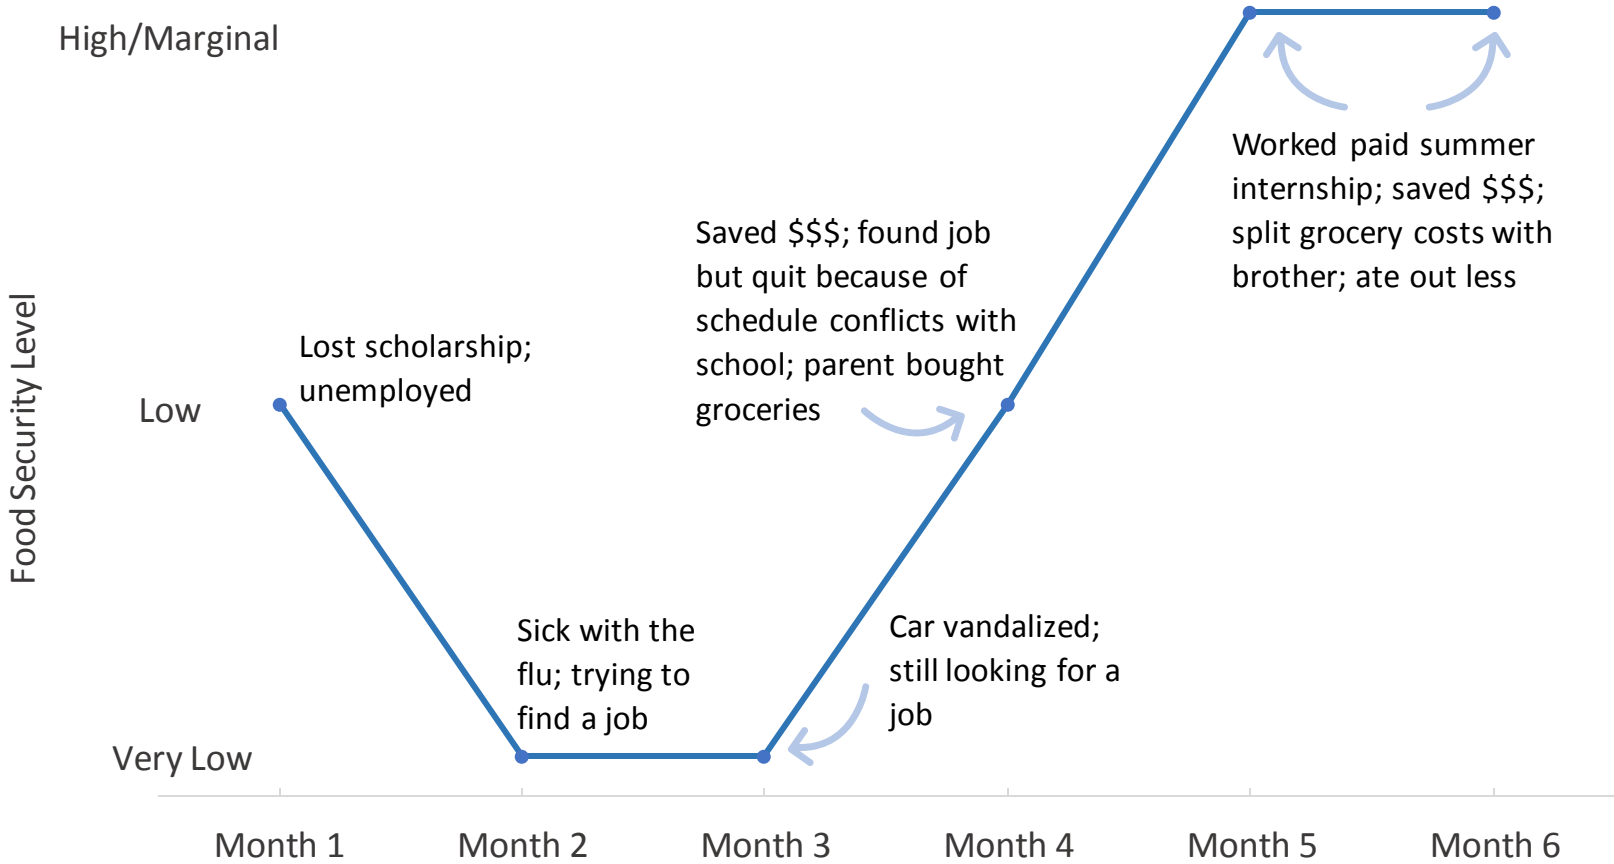 High/Marginal
Worked paid summer
internship; saved $$$;
split grocery costs with
brother; ate out less
Saved $$$; found job
but quit because of
schedule conflicts with
school; parent bought
groceries
Lost scholarship;
unemployed
Food Security Level
Low
Sick with the
flu; trying to
find a job
Car vandalized;
still looking for a
job
Very Low
Month 1
Month 2
Month 3
Month 4
Month 5
Month 6